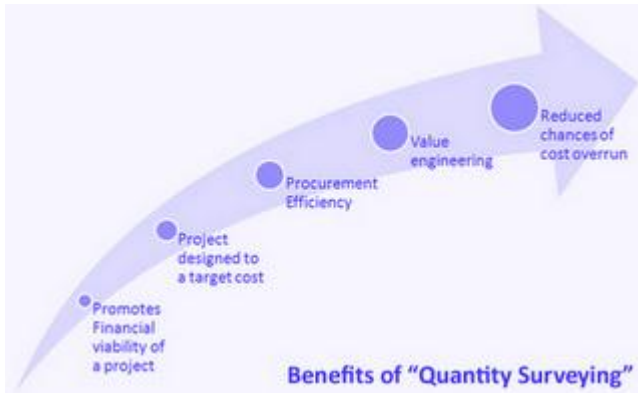 Promotes
Financial
viability of
a project
Project
designed to
a target cost
Procurement
Efficiency
Value
engineering
Reduced
chances of
cost overrun
Benefits of “Quantity Surveying”